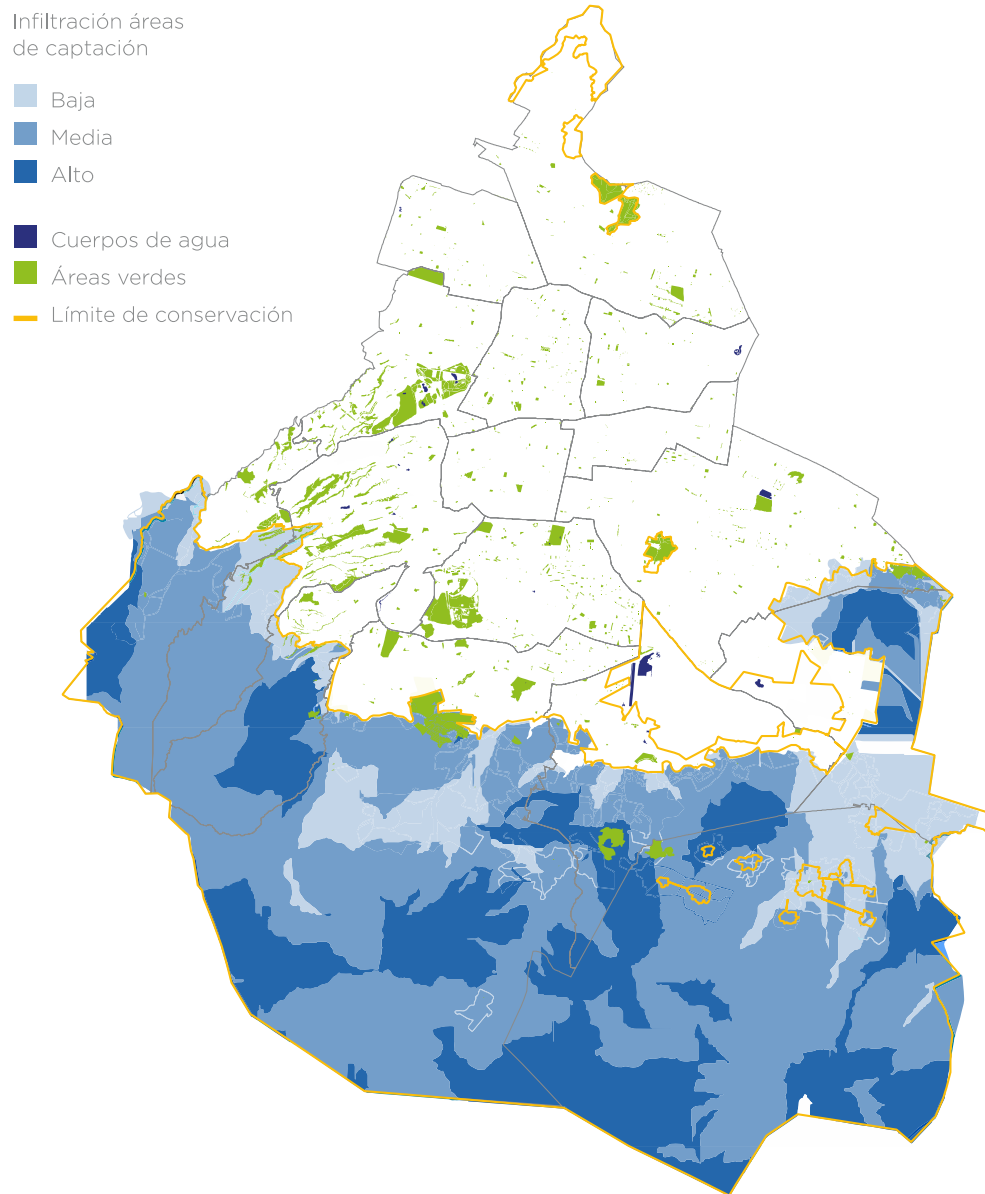 Infiltración áreas
de captación
Baja
Media
Alto
Cuerpos de agua
Áreas verdes
Límite de conservación